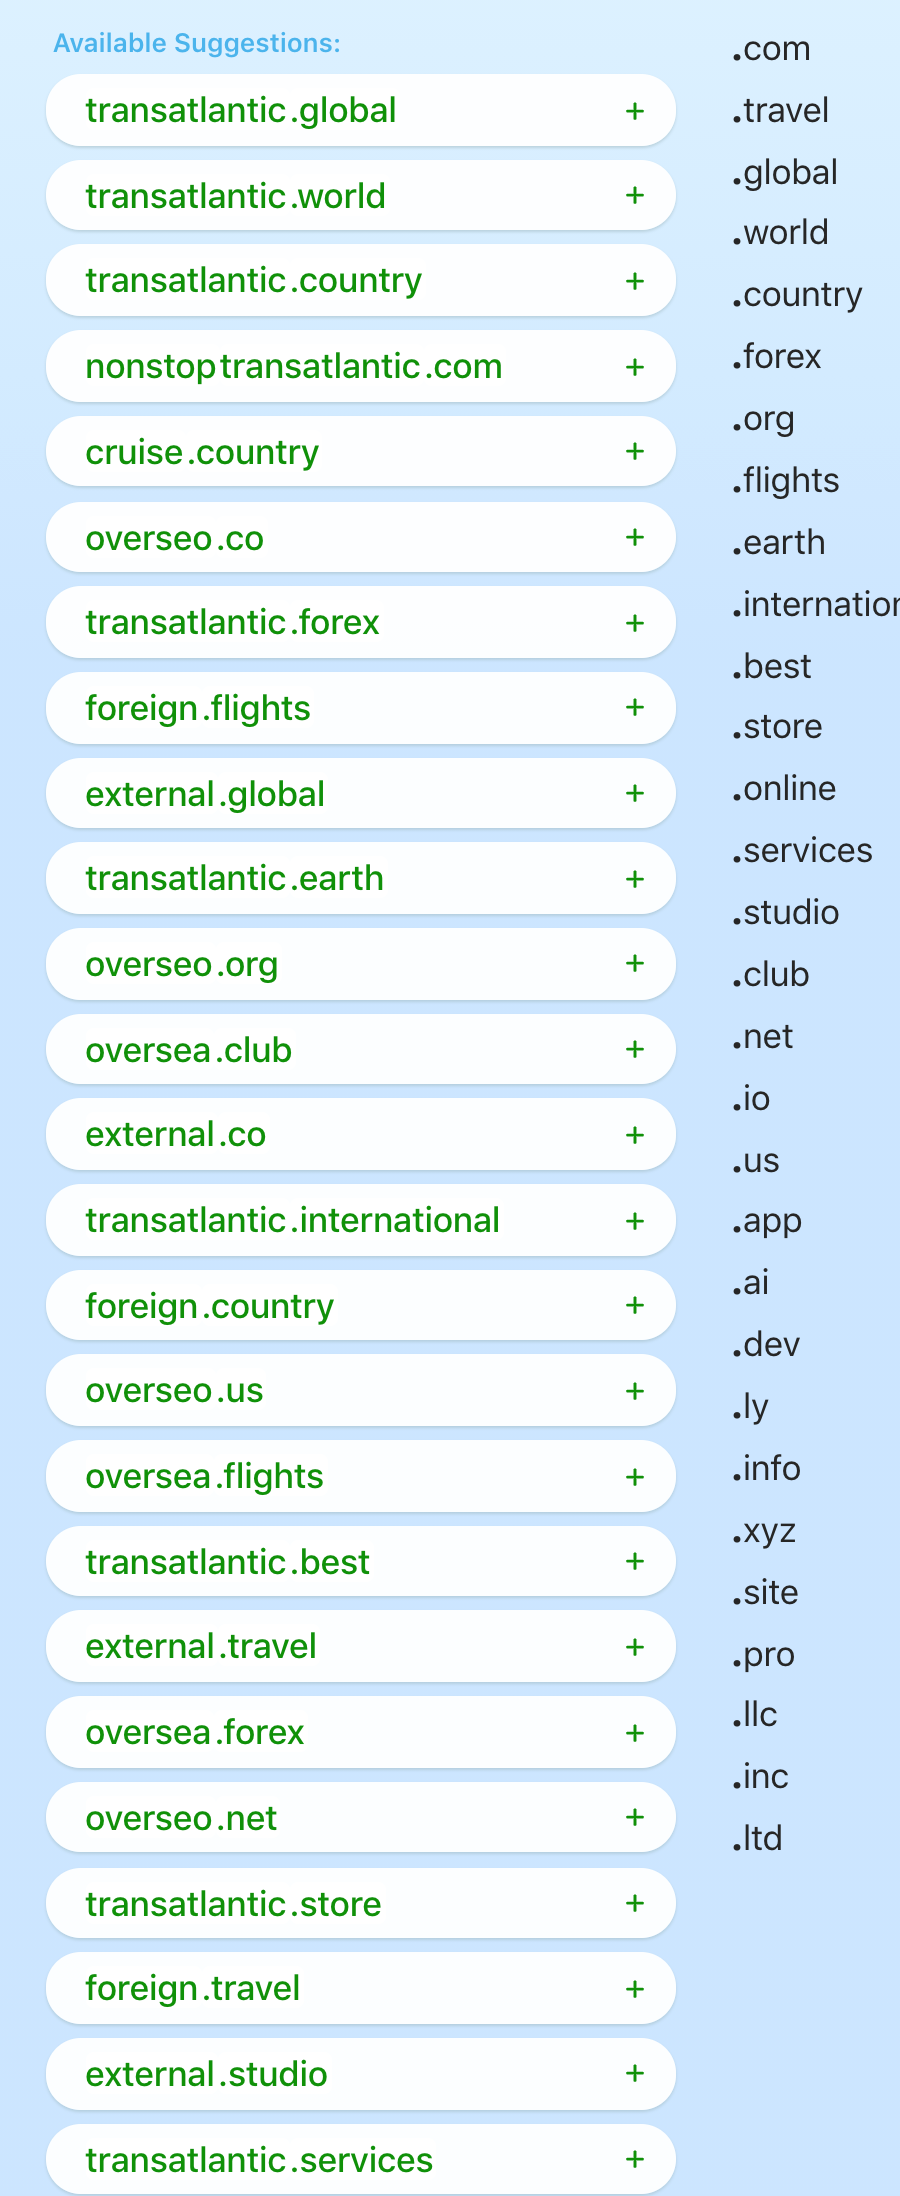 Available Suggestions:
transatlantic.global +
transatlantic.world +
transatlantic.country +
nonstoptransatlantic.com +
cruise.country +
overseo.co +
transatlantic.forex +
foreign.flights +
external.global +
transatlantic.earth +
overseo.org +
oversea.club +
external.co +
transatlantic.international +
foreign.country +
overseo.us +
oversea.flights +
transatlantic.best +
external.travel +
oversea.forex +
overseo.net +
transatlantic.store +
foreign.travel +
external.studio +
transatlantic.services +
.com
.travel
.global
.world
.country
.forex
.org
.flights
.earth
.internation
.best
.store
.online
.services
.studio
.club
.net
.io
.us
.app
.ai
.dev
.ly
.info
.xyz
.site
.pro
.llc
.inc
.ltd